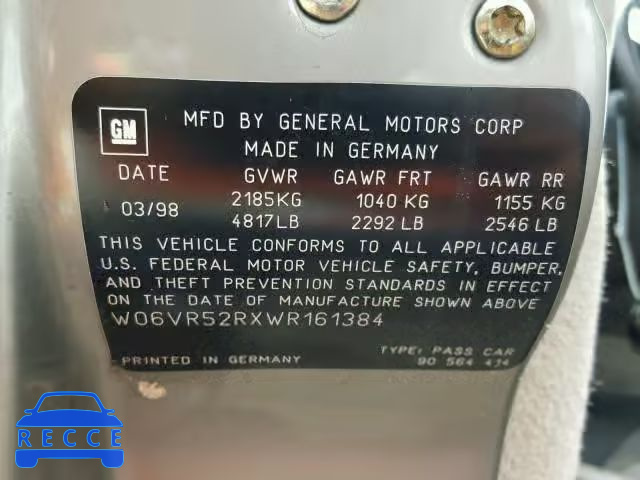 GM
MFD BY GENERAL MOTORS CORP
MADE IN GERMANY
DATE GVWR GAWR FRT GAWR RR
03/98 2185KG 1040 KG 1155 KG
4817LB 2292 LB 2546 LB
THIS VEHICLE CONFORMS TO ALL APPLICABLE
U.S. FEDERAL MOTOR VEHICLE SAFETY, BUMPER,
AND THEFT PREVENTION STANDARDS IN EFFECT
ON THE DATE OF MANUFACTURE SHOWN ABOVE
W06VR52RXWR161384
PRINTED IN GERMANY
TYPE: PASS CAR
90 564
RECCE